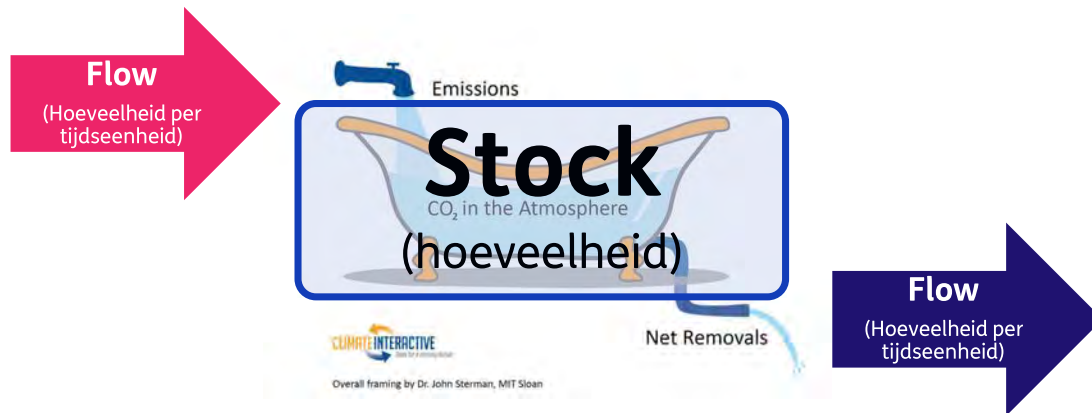 Flow
(Hoeveelheid per
tijdseenheid)
Emissions
Stock
CO₂ in the Atmosphere
(hoeveelheid)
Flow
(Hoeveelheid per
tijdseenheid)
Net Removals
CLIMATE INTERACTIVE
Overall framing by Dr. John Sterman, MIT Sloan